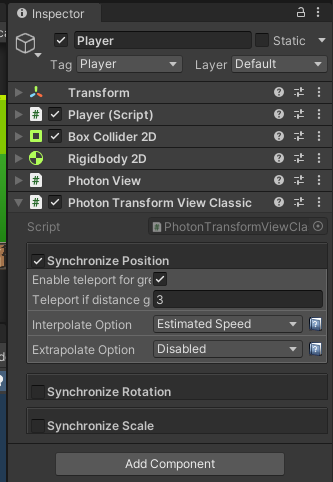 Inspector
Player
Static
Tag Player Layer Default
Transform
# Player (Script)
Box Collider 2D
Rigidbody 2D
# Photon View
# Photon Transform View Classic
Script PhotonTransformViewCla
Synchronize Position
Enable teleport for gre
Teleport if distance g 3
Interpolate Option Estimated Speed
Extrapolate Option Disabled
Synchronize Rotation
Synchronize Scale
Add Component